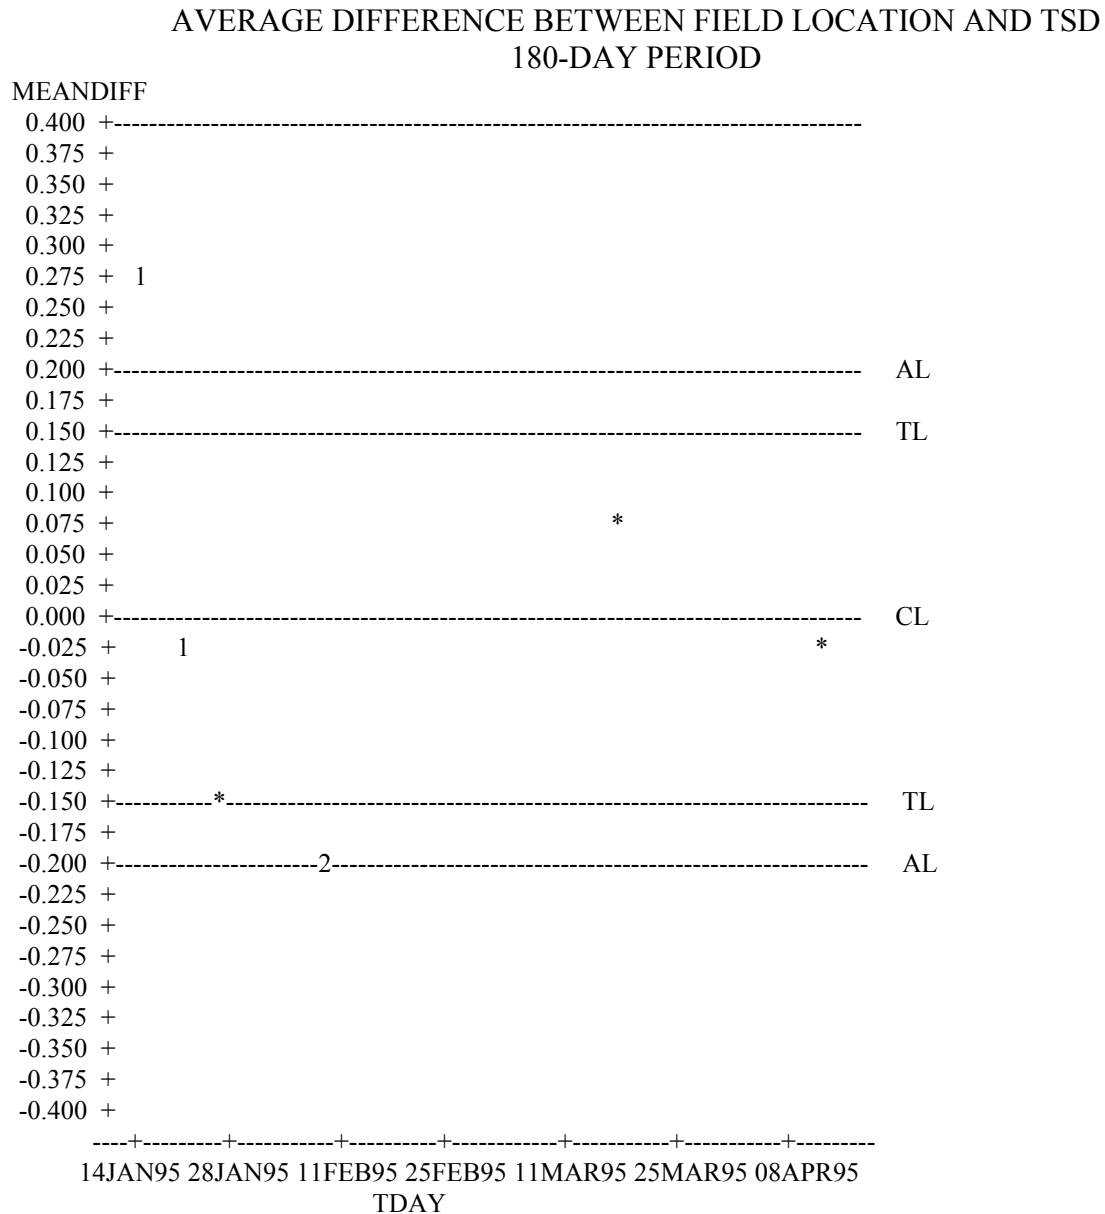 AVERAGE DIFFERENCE BETWEEN FIELD LOCATION AND TSD
180-DAY PERIOD
MEANDIFF
0.400 +-------------------------------------------------------------------------------------
0.375 +
0.350 +
0.325 +
0.300 +
0.275 + 1
0.250 +
0.225 +
0.200 +------------------------------------------------------------------------------------- AL
0.175 +
0.150 +------------------------------------------------------------------------------------- TL
0.125 +
0.100 +
0.075 + *
0.050 +
0.025 +
0.000 +------------------------------------------------------------------------------------- CL
-0.025 + 1 *
-0.050 +
-0.075 +
-0.100 +
-0.125 +
-0.150 +-----------*------------------------------------------------------------------------- TL
-0.175 +
-0.200 +-----------------------2------------------------------------------------------------- AL
-0.225 +
-0.250 +
-0.275 +
-0.300 +
-0.325 +
-0.350 +
-0.375 +
-0.400 +
----+---------+-----------+----------+------------+-----------+-----------+---------
14JAN95 28JAN95 11FEB95 25FEB95 11MAR95 25MAR95 08APR95
TDAY